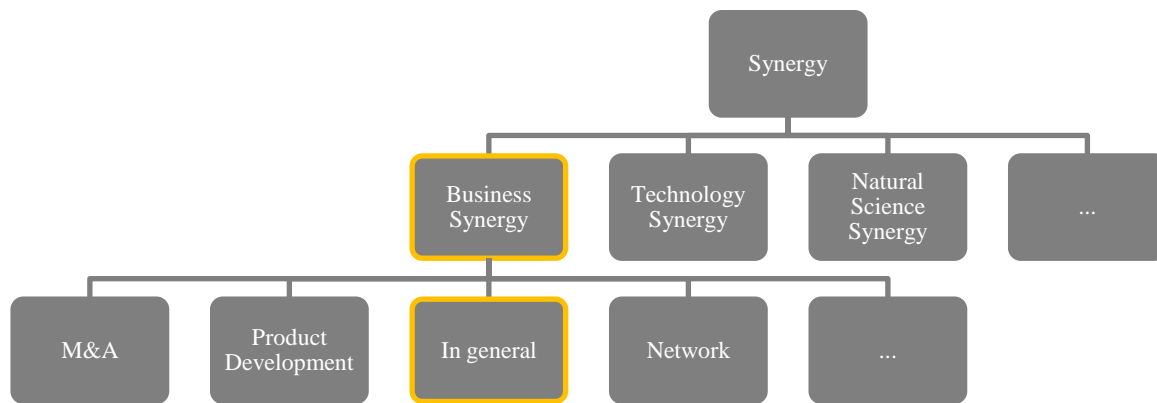 Synergy
Business
Synergy
Technology
Synergy
Natural
Science
Synergy
...
M&A
Product
Development
In general
Network
...